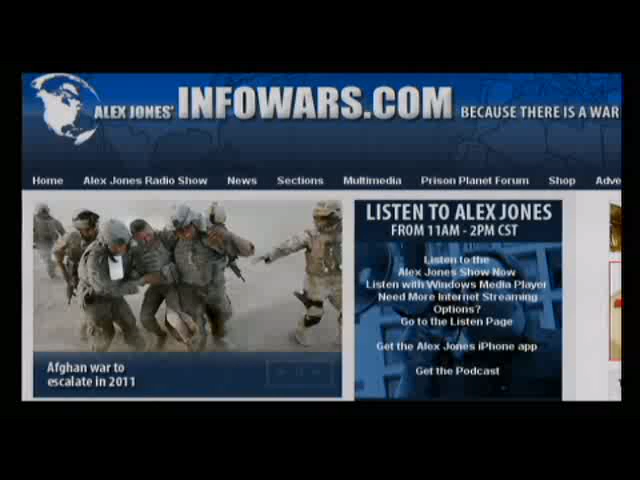 ALEX JONES' INFOWARS.COM BECAUSE THERE IS A WAR
Home Alex Jones Radio Show News Sections Multimedia Prison Planet Forum Shop Adve
LISTEN TO ALEX JONES
FROM 11AM - 2PM CST
Listen to the
Alex Jones Show Now
Listen with Windows Media Player
Need More Internet Streaming
Options?
Go to the Listen Page
Get the Alex Jones iPhone app
Get the Podcast
Afghan war to
escalate in 2011